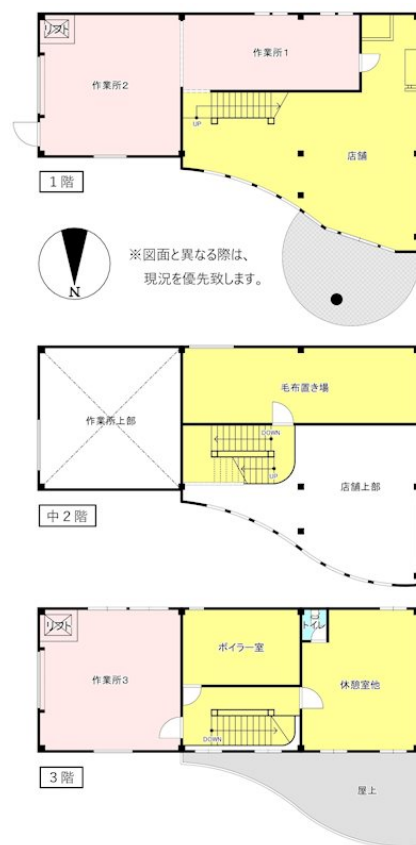 リフト
作業所1
作業所2
UP
店舗
1階
N
※図面と異なる際は、
現況を優先致します。
毛布置き場
作業所上部
DOWN
UP
店舗上部
中2階
リフト
トイレ
ボイラー室
作業所3
休憩室他
DOWN
3階
屋上